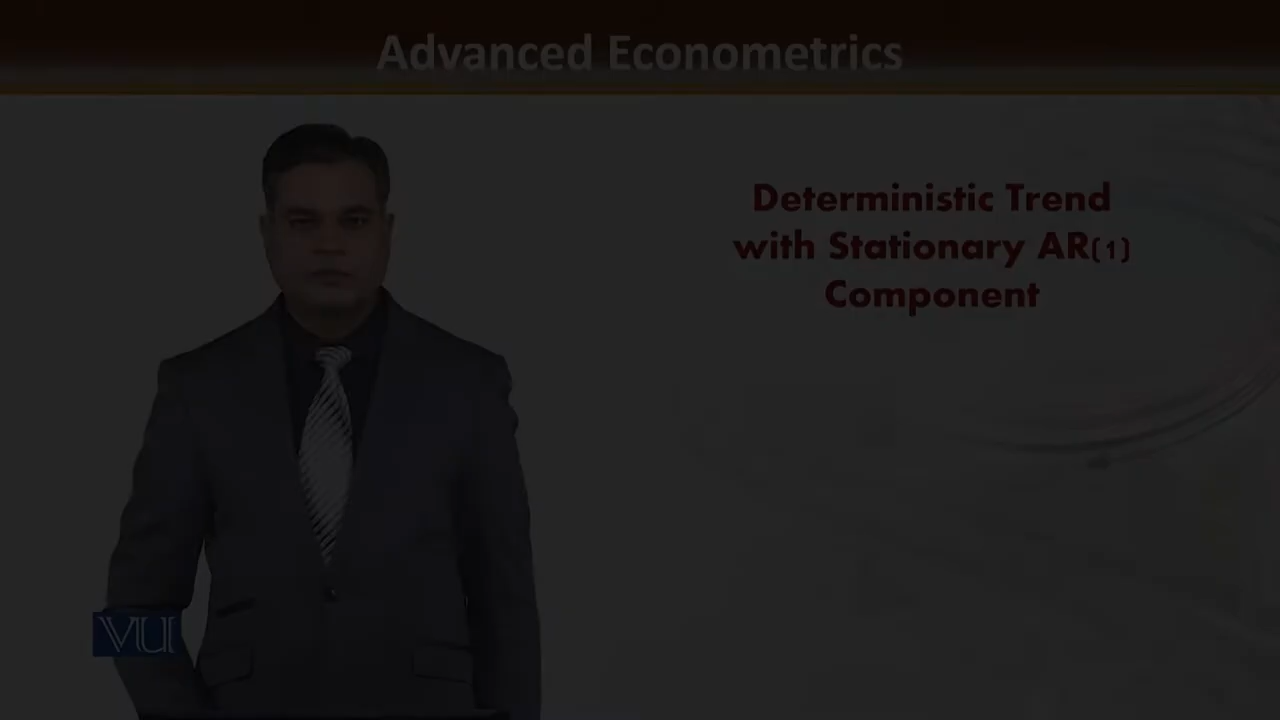 Advanced Econometrics
Deterministic Trend
with Stationary AR(1)
Component
VU